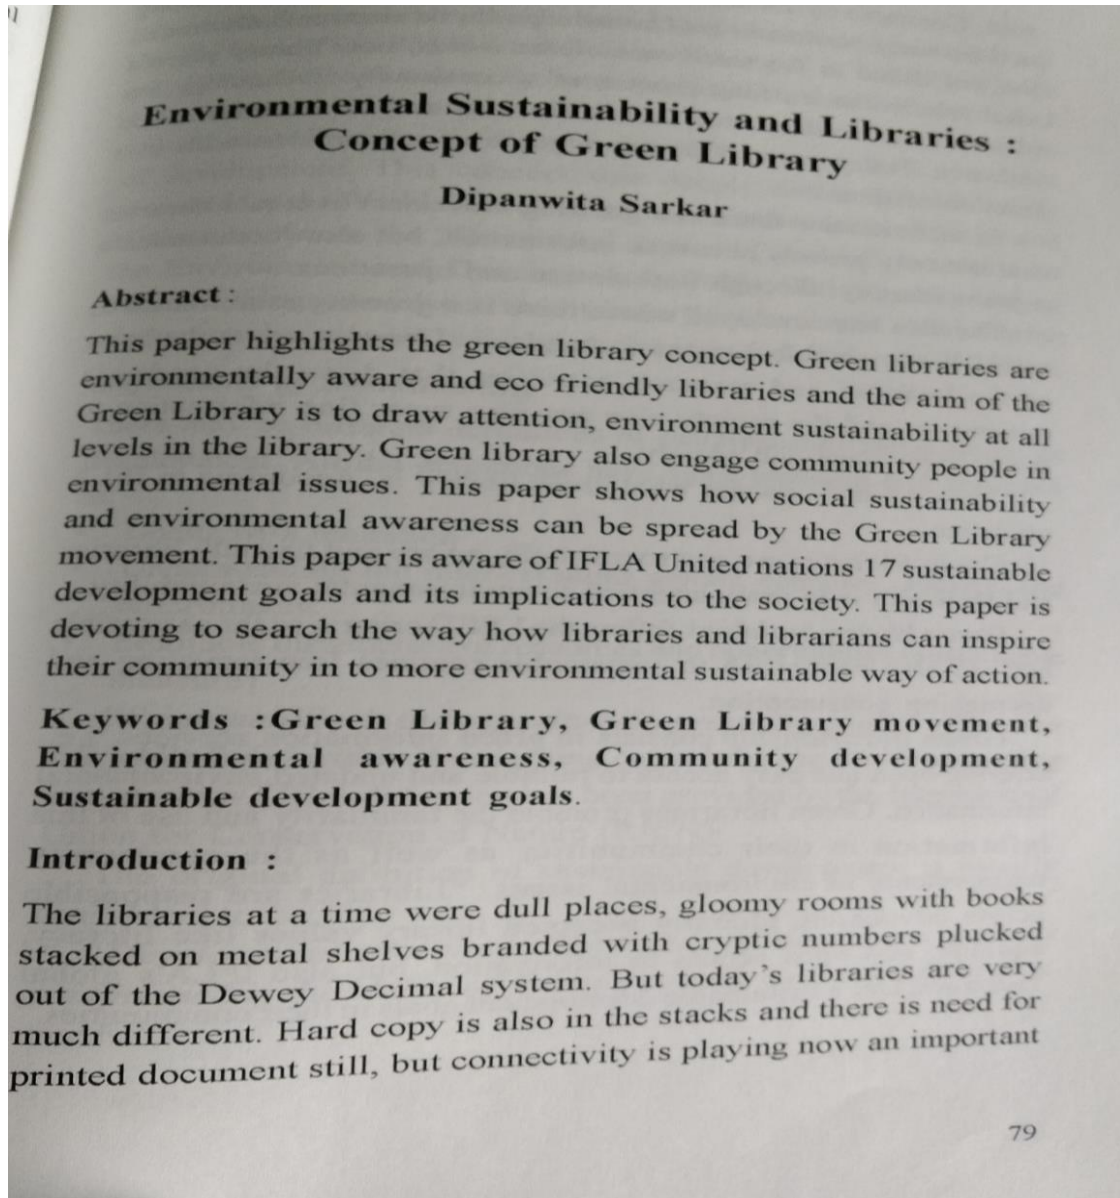 Environmental Sustainability and Libraries :
Concept of Green Library
Dipanwita Sarkar
Abstract :
This paper highlights the green library concept. Green libraries are
environmentally aware and eco friendly libraries and the aim of the
Green Library is to draw attention, environment sustainability at all
levels in the library. Green library also engage community people in
environmental issues. This paper shows how social sustainability
and environmental awareness can be spread by the Green Library
movement. This paper is aware of IFLA United nations 17 sustainable
development goals and its implications to the society. This paper is
devoting to search the way how libraries and librarians can inspire
their community in to more environmental sustainable way of action.
Keywords :Green Library, Green Library movement,
Environmental awareness, Community development,
Sustainable development goals.
Introduction :
The libraries at a time were dull places, gloomy rooms with books
stacked on metal shelves branded with cryptic numbers plucked
out of the Dewey Decimal system. But today's libraries are very
much different. Hard copy is also in the stacks and there is need for
printed document still, but connectivity is playing now an important
79